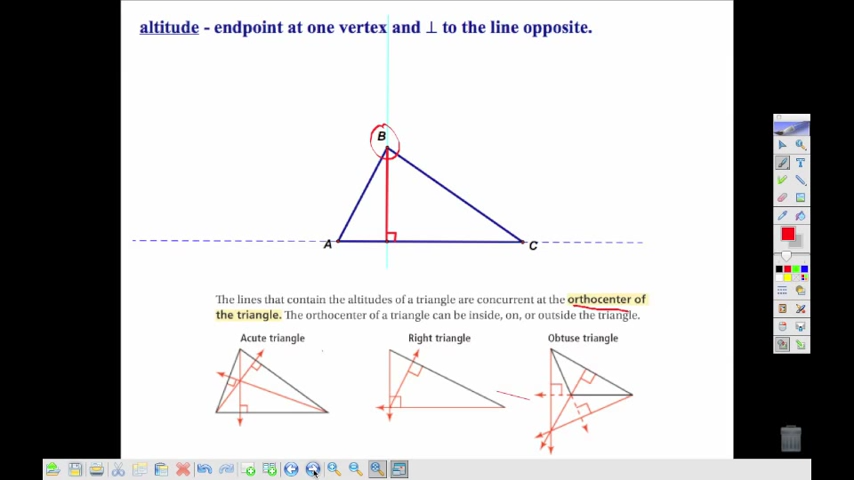 altitude - endpoint at one vertex and ⊥ to the line opposite.
B
A
C
The lines that contain the altitudes of a triangle are concurrent at the orthocenter of
the triangle. The orthocenter of a triangle can be inside, on, or outside the triangle.
Acute triangle
Right triangle
Obtuse triangle